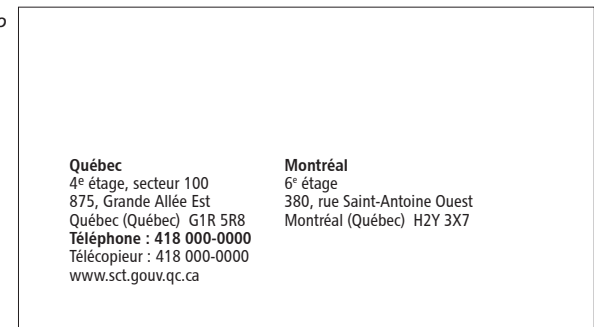 Québec
4e étage, secteur 100
875, Grande Allée Est
Québec (Québec) G1R 5R8
Téléphone : 418 000-0000
Télécopieur : 418 000-0000
www.sct.gouv.qc.ca
Montréal
6e étage
380, rue Saint-Antoine Ouest
Montréal (Québec) H2Y 3X7